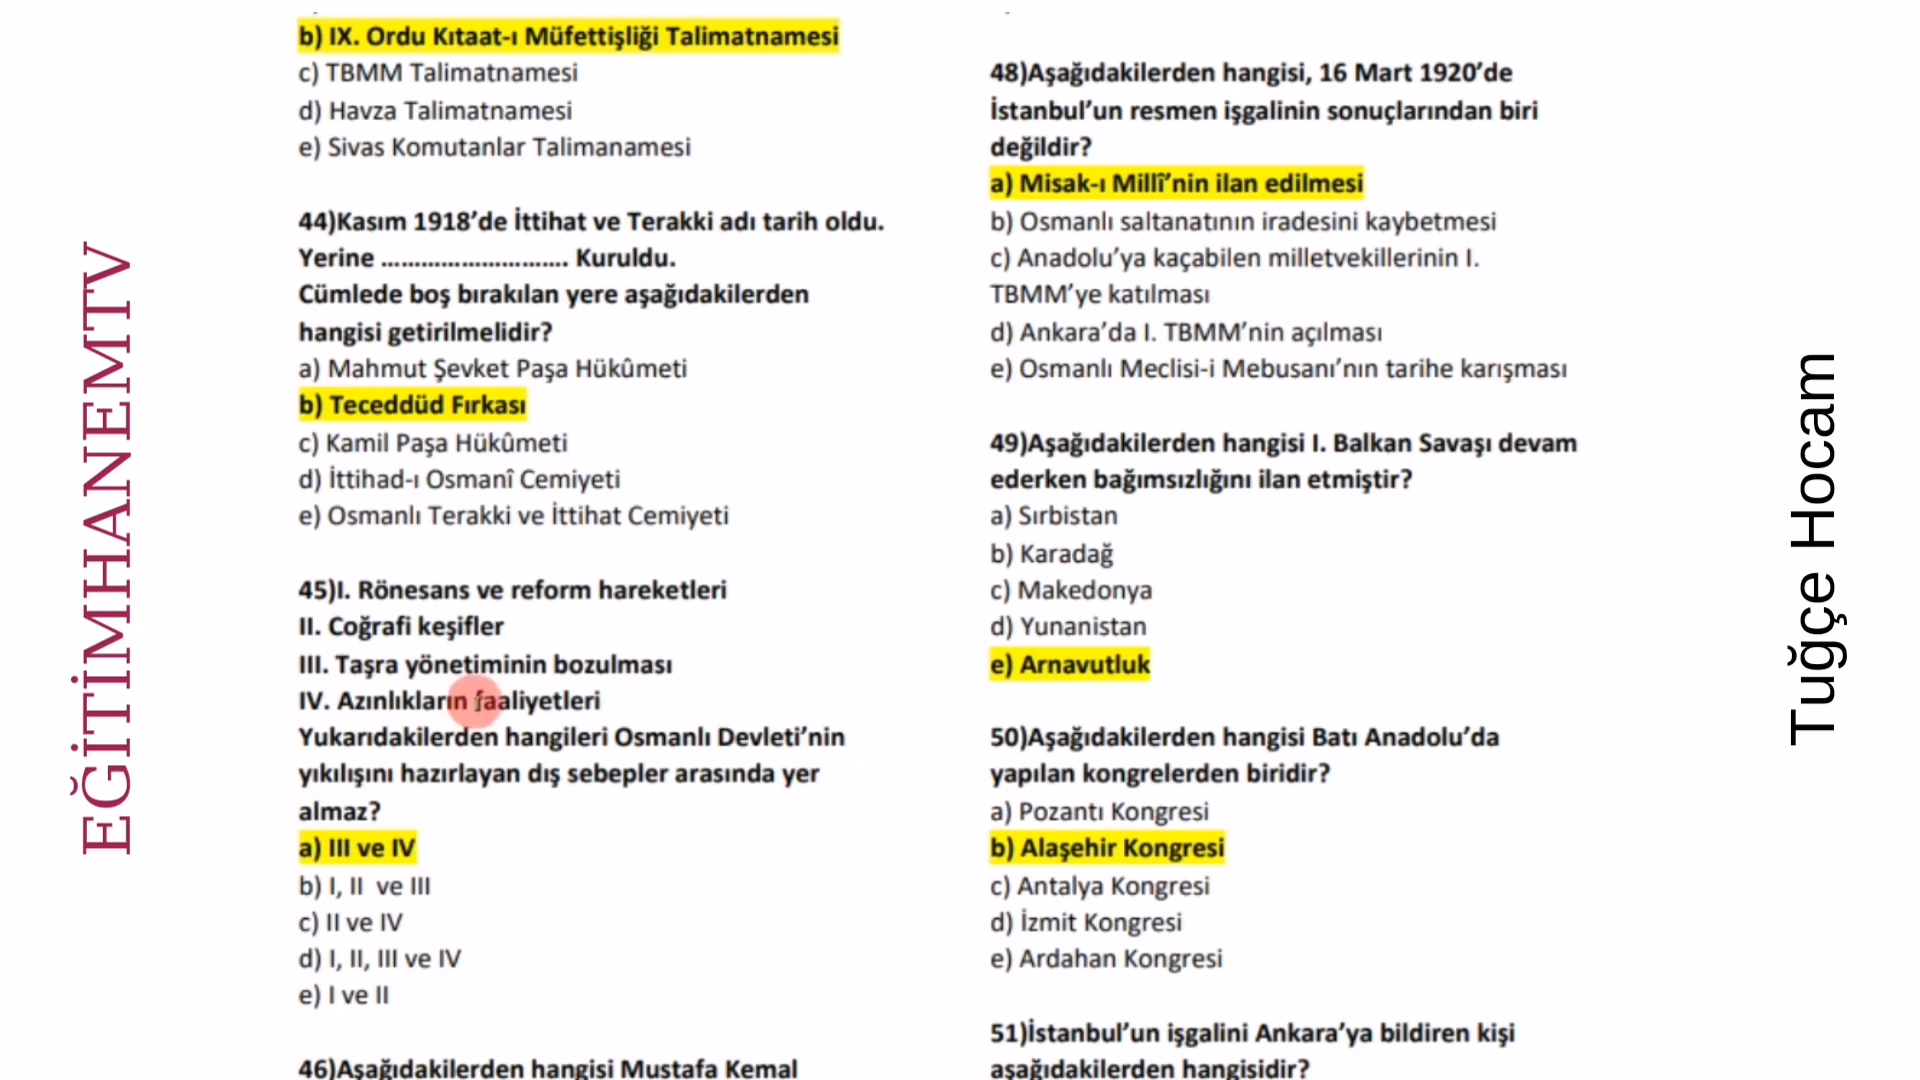 EĞİTİMHANEMTV
b) IX. Ordu Kıtaat-ı Müfettişliği Talimatnamesi
c) TBMM Talimatnamesi
d) Havza Talimatnamesi
e) Sivas Komutanlar Talimanamesi
44)Kasım 1918’de İttihat ve Terakki adı tarih oldu.
Yerine ............................ Kuruldu.
Cümlede boş bırakılan yere aşağıdakilerden
hangisi getirilmelidir?
a) Mahmut Şevket Paşa Hükûmeti
b) Teceddüd Fırkası
c) Kamil Paşa Hükûmeti
d) İttihad-ı Osmanî Cemiyeti
e) Osmanlı Terakki ve İttihat Cemiyeti
45)I. Rönesans ve reform hareketleri
II. Coğrafi keşifler
III. Taşra yönetiminin bozulması
IV. Azınlıkların faaliyetleri
Yukarıdakilerden hangileri Osmanlı Devleti’nin
yıkılışını hazırlayan dış sebepler arasında yer
almaz?
a) III ve IV
b) I, II ve III
c) II ve IV
d) I, II, III ve IV
e) I ve II
46)Aşağıdakilerden hangisi Mustafa Kemal
48)Aşağıdakilerden hangisi, 16 Mart 1920’de
İstanbul’un resmen işgalinin sonuçlarından biri
değildir?
a) Misak-ı Millî’nin ilan edilmesi
b) Osmanlı saltanatının iradesini kaybetmesi
c) Anadolu’ya kaçabilen milletvekillerinin I.
TBMM’ye katılması
d) Ankara’da I. TBMM’nin açılması
e) Osmanlı Meclisi-i Mebusanı’nın tarihe karışması
49)Aşağıdakilerden hangisi I. Balkan Savaşı devam
ederken bağımsızlığını ilan etmiştir?
a) Sırbistan
b) Karadağ
c) Makedonya
d) Yunanistan
e) Arnavutluk
50)Aşağıdakilerden hangisi Batı Anadolu’da
yapılan kongrelerden biridir?
a) Pozantı Kongresi
b) Alaşehir Kongresi
c) Antalya Kongresi
d) İzmit Kongresi
e) Ardahan Kongresi
51)İstanbul’un işgalini Ankara’ya bildiren kişi
aşağıdakilerden hangisidir?
Tuğçe Hocam